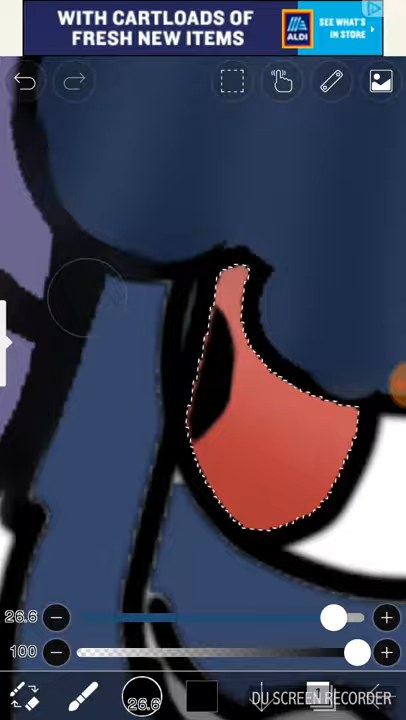 WITH CARTLOADS OF
FRESH NEW ITEMS
ALDI
SEE WHAT'S
IN STORE
26.6
100
26.6
1
DU SCREEN RECORDER